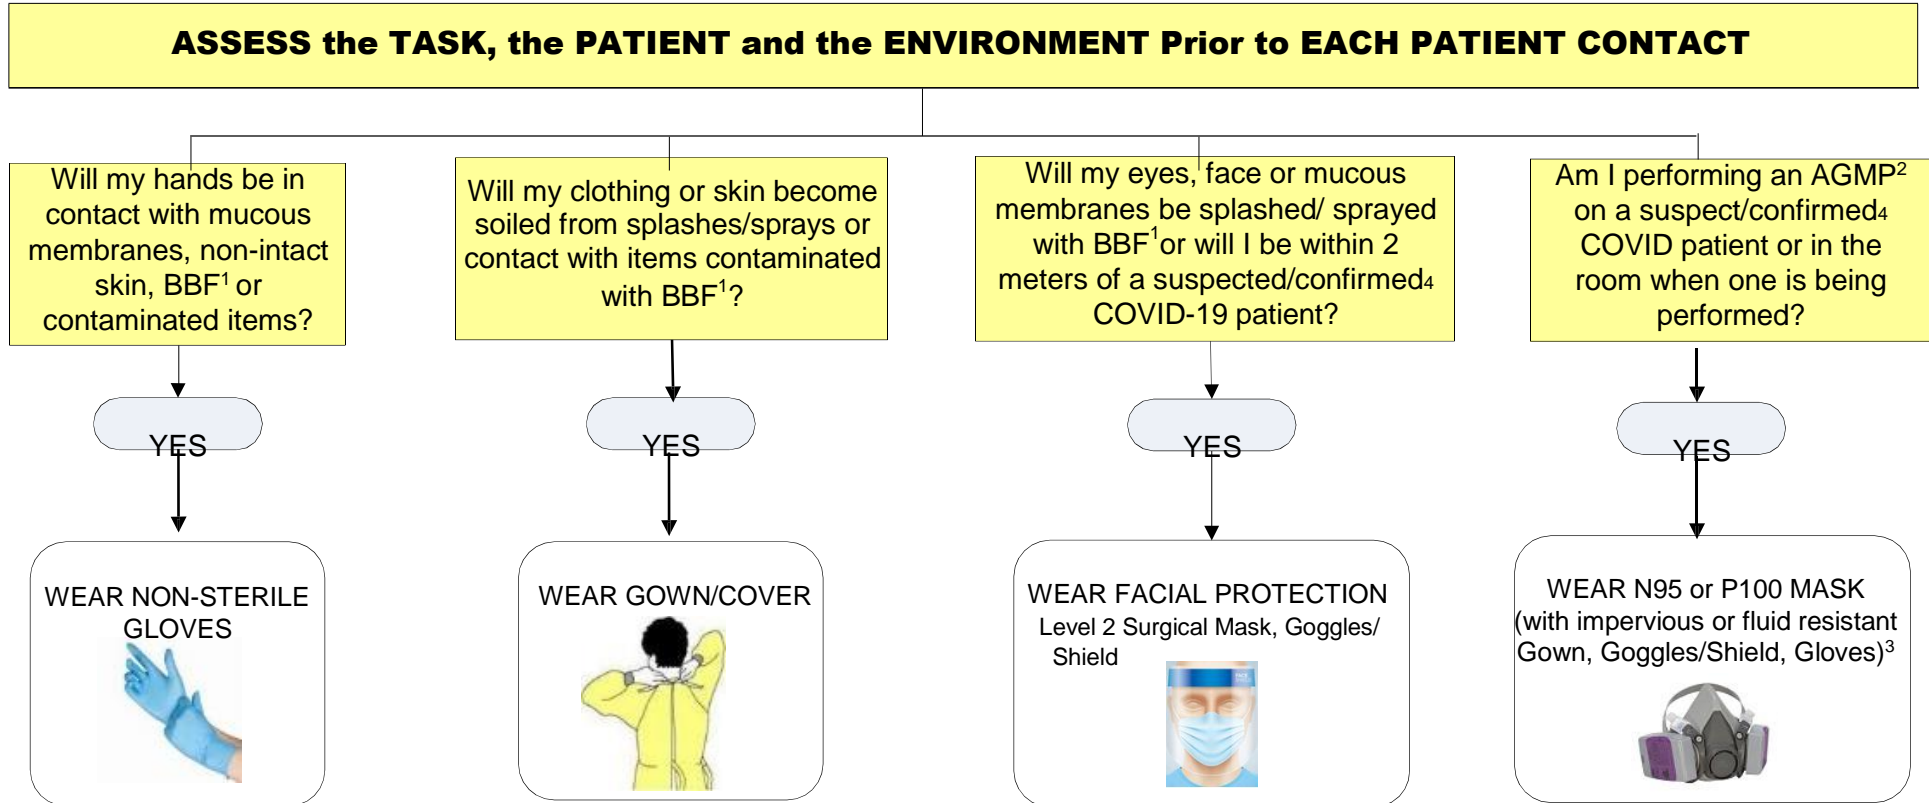 ASSESS the TASK, the PATIENT and the ENVIRONMENT Prior to EACH PATIENT CONTACT
Will my hands be in
contact with mucous
membranes, non-intact
skin, BBF¹ or
contaminated items?
Will my clothing or skin become
soiled from splashes/sprays or
contact with items contaminated
with BBF¹?
Will my eyes, face or mucous
membranes be splashed/ sprayed
with BBF¹or will I be within 2
meters of a suspected/confirmed₄
COVID-19 patient?
Am I performing an AGMP²
on a suspect/confirmed₄
COVID patient or in the
room when one is being
performed?
YES
YES
YES
YES
WEAR NON-STERILE
GLOVES
WEAR GOWN/COVER
WEAR FACIAL PROTECTION
Level 2 Surgical Mask, Goggles/
Shield
WEAR N95 or P100 MASK
(with impervious or fluid resistant
Gown, Goggles/Shield, Gloves)³